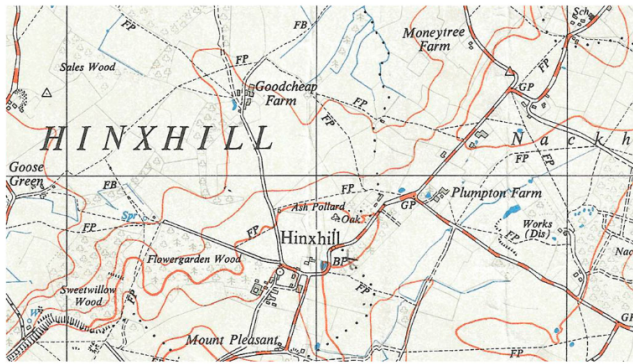 Sch
FB
FP
Moneytree
Farm
FP
Sales Wood
FP
Goodcheap
Farm
FP
GP
HINXHILL
Nackh
FP
FP
Goose
Green
FB
FP
Plumpton Farm
Spr
Ash Pollard
Oak
GP
FP
Hinxhill
Works
(Dis)
FP
FP
Nac
Flowergarden Wood
BP
Sweetwillow
Wood
FP
W
GP
Mount Pleasant